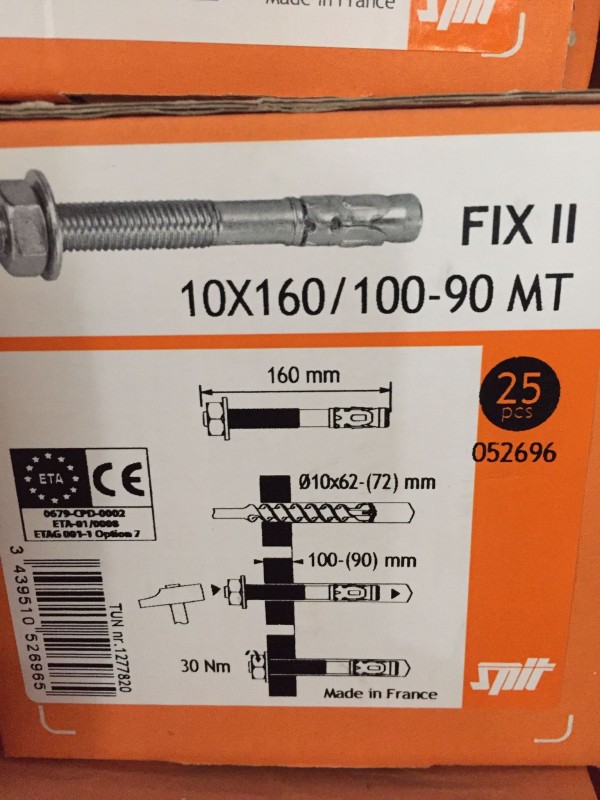 Made in France
Spit
FIX II
10X160/100-90 MT
160 mm
25
pcs
052696
ETA
CE
0679-CPD-0002
ETA-01/0008
ETAG 001-1 Option 7
Ø10x62-(72) mm
100-(90) mm
30 Nm
Made in France
Spit
3 439510 526965
TUN nr.1277820